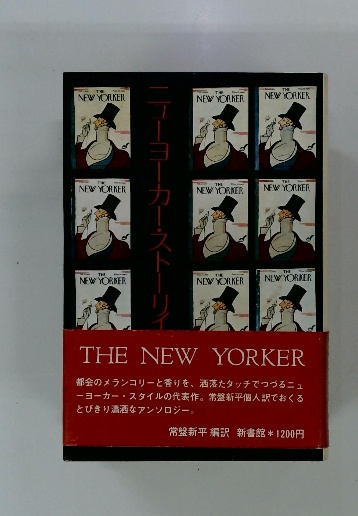 THE
NEW YORKER
THE
NEW YORKER
THE
NEW YORKER
ニューヨーカー・ストーリイ
THE
NEW YORKER
THE
NEW YORKER
THE
NEW YORKER
THE
NEW YORKER
THE
NEW YORKER
THE
NEW YORKER
THE NEW YORKER
都会のメランコリーと香りを、洒落たタッチでつづるニュ
ーヨーカー・スタイルの代表作。常盤新平個人訳でおくる
とびきり瀟洒なアンソロジー。
常盤新平 編訳 新書館*1200円